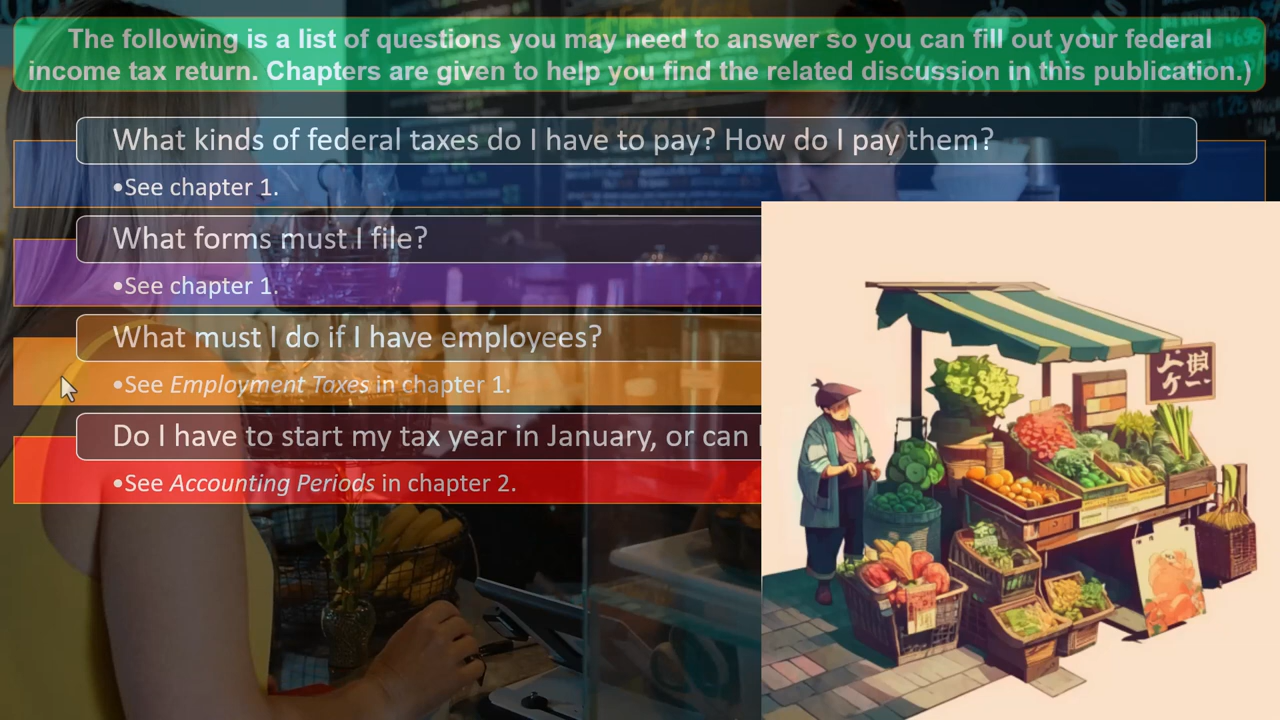 The following is a list of questions you may need to answer so you can fill out your federal
income tax return. Chapters are given to help you find the related discussion in this publication.)
What kinds of federal taxes do I have to pay? How do I pay them?
•See chapter 1.
What forms must I file?
•See chapter 1.
What must I do if I have employees?
•See Employment Taxes in chapter 1.
Do I have to start my tax year in January, or can
•See Accounting Periods in chapter 2.